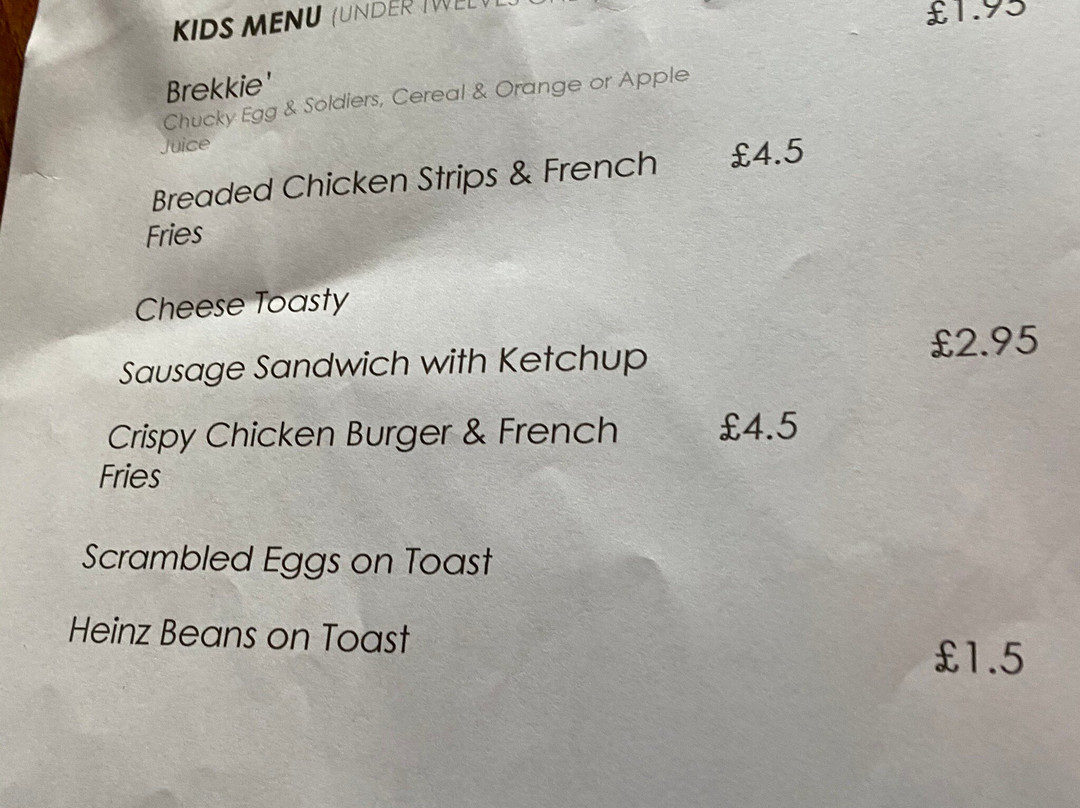 KIDS MENU (UNDER TWELVES
£1.95
Brekkie'
Chucky Egg & Soldiers, Cereal & Orange or Apple
Juice
Breaded Chicken Strips & French £4.5
Fries
Cheese Toasty
Sausage Sandwich with Ketchup £2.95
Crispy Chicken Burger & French £4.5
Fries
Scrambled Eggs on Toast
Heinz Beans on Toast
£1.5